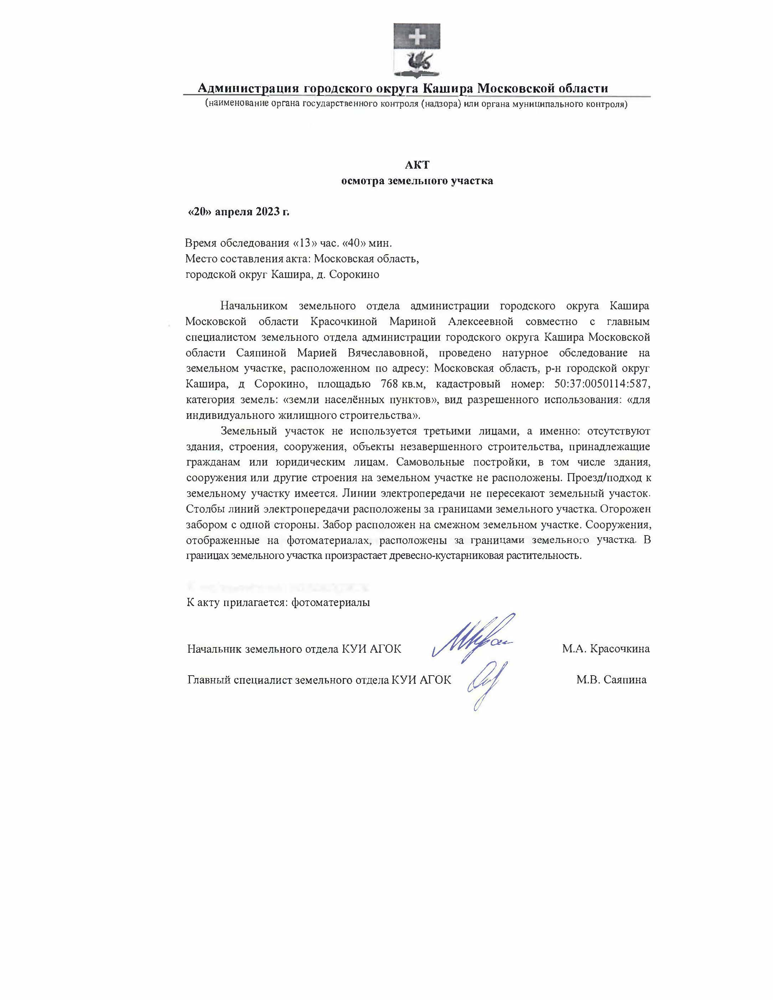 Администрация городского округа Кашира Московской области
(наименование органа государственного контроля (надзора) или органа муниципального контроля)
АКТ
осмотра земельного участка
«20» апреля 2023 г.
Время обследования «13» час. «40» мин.
Место составления акта: Московская область,
городской округ Кашира, д. Сорокино
Начальником земельного отдела администрации городского округа Кашира
Московской области Красочкиной Мариной Алексеевной совместно с главным
специалистом земельного отдела администрации городского округа Кашира Московской
области Саяпиной Марией Вячеславовной, проведено натурное обследование на
земельном участке, расположенном по адресу: Московская область, р-н городской округ
Кашира, д Сорокино, площадью 768 кв.м, кадастровый номер: 50:37:0050114:587,
категория земель: «земли населённых пунктов», вид разрешенного использования: «для
индивидуального жилищного строительства».
Земельный участок не используется третьими лицами, а именно: отсутствуют
здания, строения, сооружения, объекты незавершенного строительства, принадлежащие
гражданам или юридическим лицам. Самовольные постройки, в том числе здания,
сооружения или другие строения на земельном участке не расположены. Проезд/подход к
земельному участку имеется. Линии электропередачи не пересекают земельный участок.
Столбы линий электропередачи расположены за границами земельного участка. Огорожен
забором с одной стороны. Забор расположен на смежном земельном участке. Сооружения,
отображенные на фотоматериалах, расположены за границами земельного участка. В
границах земельного участка произрастает древесно-кустарниковая растительность.
К акту прилагается: фотоматериалы
Начальник земельного отдела КУИ АГОК М.А. Красочкина
Главный специалист земельного отдела КУИ АГОК М.В. Саяпина